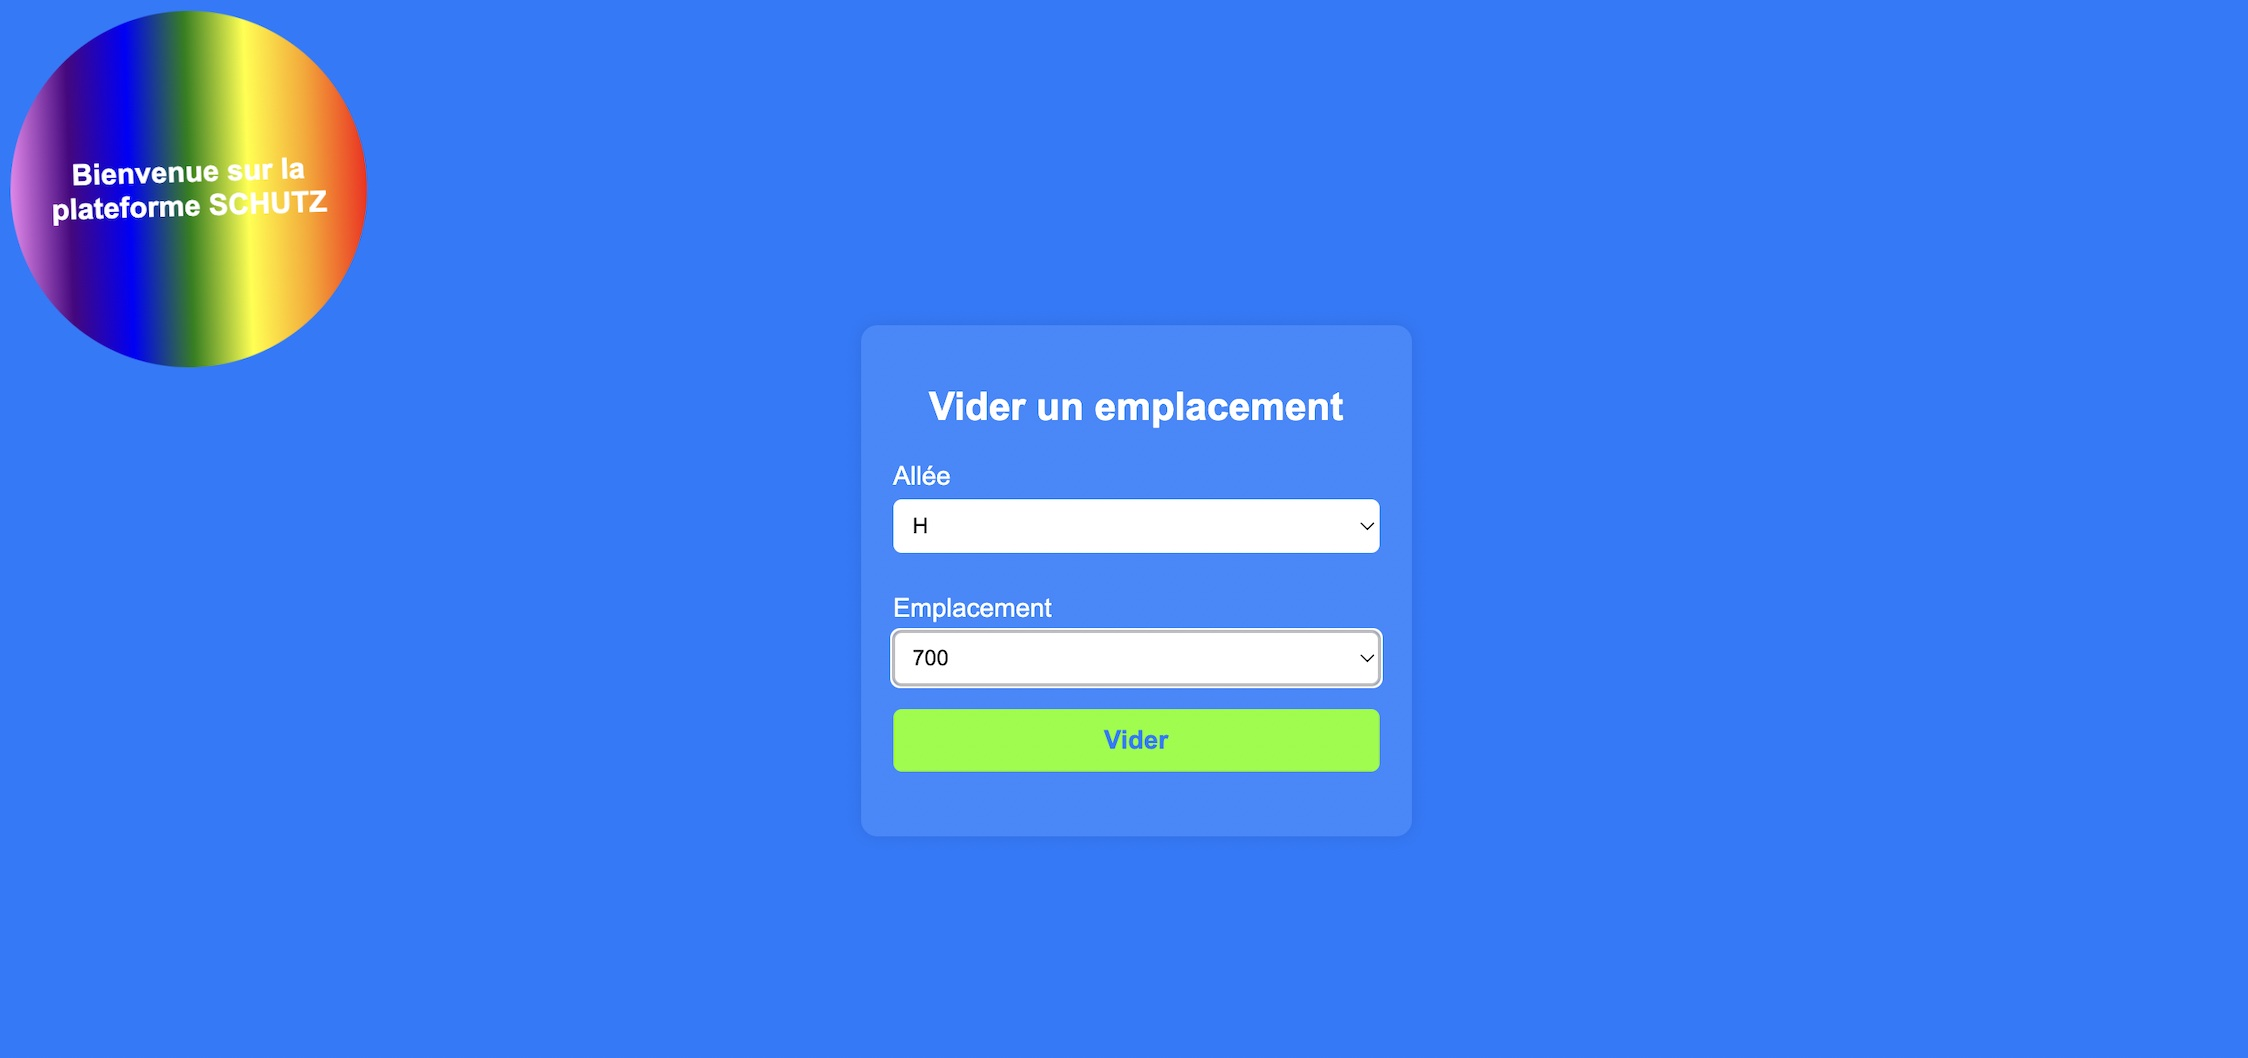 Bienvenue sur la
plateforme SCHUTZ
Vider un emplacement
Allée
H
Emplacement
700
Vider